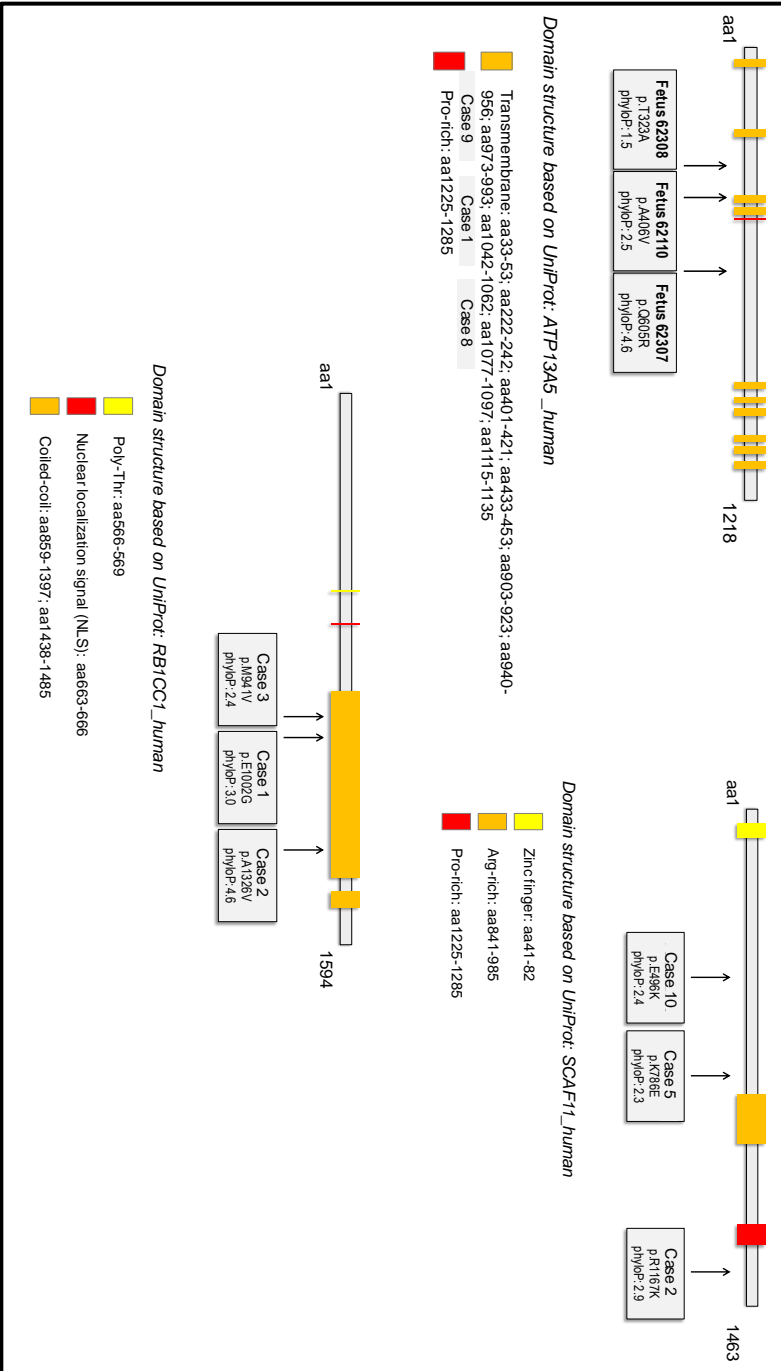 aa1
1218
Fetus 62308
p.T323A
phyloP: 1.5
Fetus 62110
p.A406V
phyloP: 2.5
Fetus 62307
p.Q605R
phyloP: 4.6
Domain structure based on UniProt: ATP13A5 _human
Transmembrane: aa33-53; aa222-242; aa401-421; aa433-453; aa903-923; aa940-
956; aa973-993; aa1042-1062; aa1077-1097; aa1115-1135
Case 9
Case 1
Case 8
Pro-rich: aa1225-1285
aa1
1463
Case 10
p.E496K
phyloP: 2.4
Case 5
p.K786E
phyloP: 2.3
Case 2
p.R1167K
phyloP: 2.9
Domain structure based on UniProt: SCAF11_human
Zinc finger: aa41-82
Arg-rich: aa841-985
Pro-rich: aa1225-1285
aa1
1594
Case 3
p.M941V
phyloP: 2.4
Case 1
p.E1002G
phyloP: 3.0
Case 2
p.A1326V
phyloP: 4.6
Domain structure based on UniProt: RB1CC1_human
Poly-Thr: aa566-569
Nuclear localization signal (NLS): aa663-666
Coiled-coil: aa859-1397; aa1438-1485